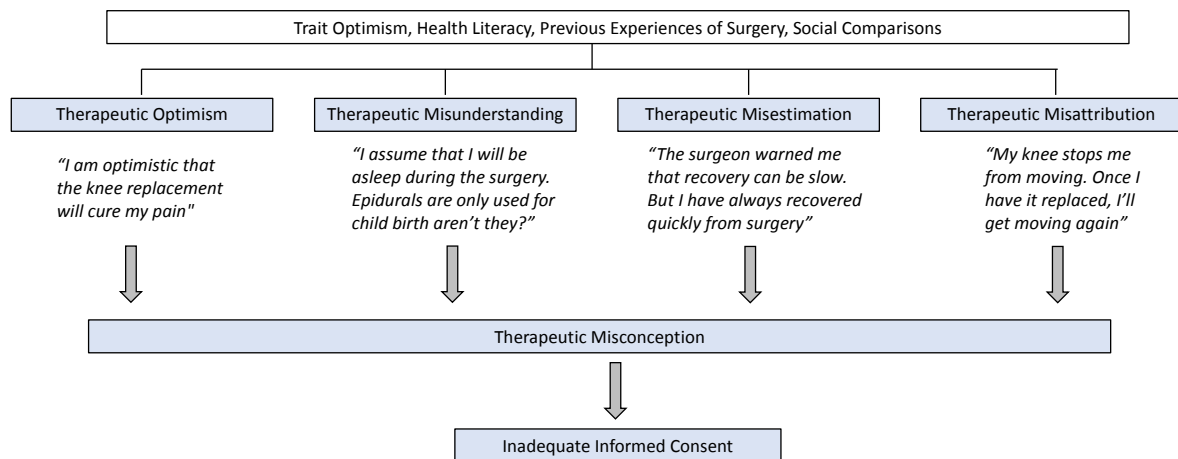 Trait Optimism, Health Literacy, Previous Experiences of Surgery, Social Comparisons
Therapeutic Optimism
Therapeutic Misunderstanding
Therapeutic Misestimation
Therapeutic Misattribution
“I am optimistic that
the knee replacement
will cure my pain"
“I assume that I will be
asleep during the surgery.
Epidurals are only used for
child birth aren’t they?”
“The surgeon warned me
that recovery can be slow.
But I have always recovered
quickly from surgery”
“My knee stops me
from moving. Once I
have it replaced, I’ll
get moving again”
Therapeutic Misconception
Inadequate Informed Consent